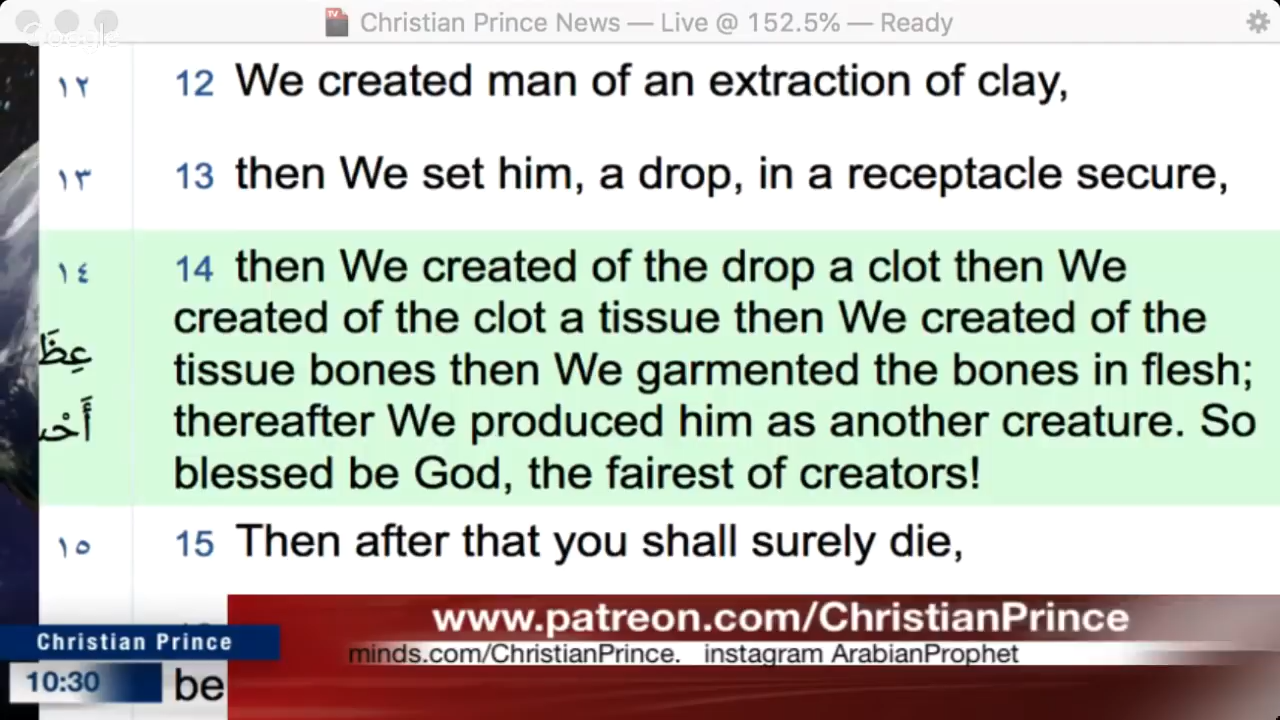 Christian Prince News — Live @ 152.5% — Ready
Google
١٢ 12 We created man of an extraction of clay,
١٣ 13 then We set him, a drop, in a receptacle secure,
١٤ 14 then We created of the drop a clot then We
created of the clot a tissue then We created of the
عِظَ tissue bones then We garmented the bones in flesh;
thereafter We produced him as another creature. So
blessed be God, the fairest of creators!
١٥ 15 Then after that you shall surely die,
www.patreon.com/ChristianPrince
Christian Prince
minds.com/ChristianPrince. instagram ArabianProphet
10:30
be